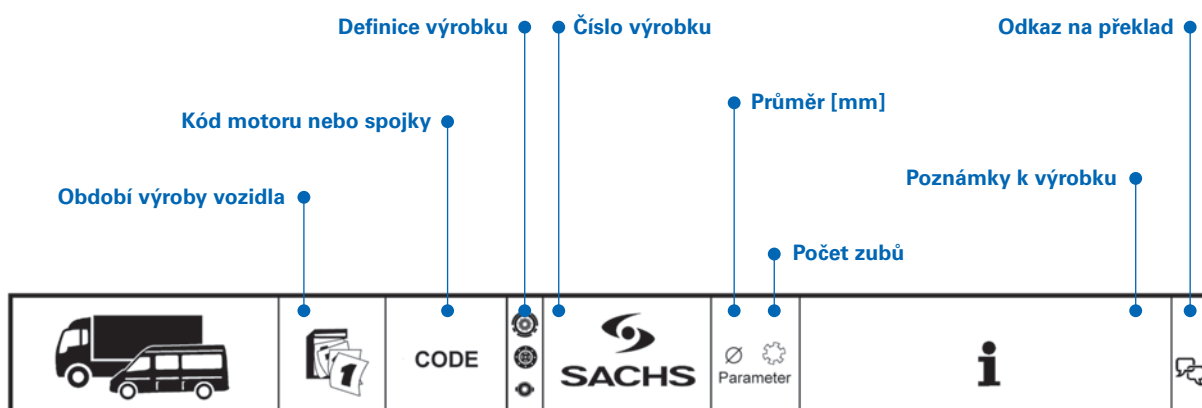 Definice výrobku
Číslo výrobku
Odkaz na překlad
Průměr [mm]
Kód motoru nebo spojky
Poznámky k výrobku
Období výroby vozidla
Počet zubů
1
CODE
SACHS
Ø
Parameter
i